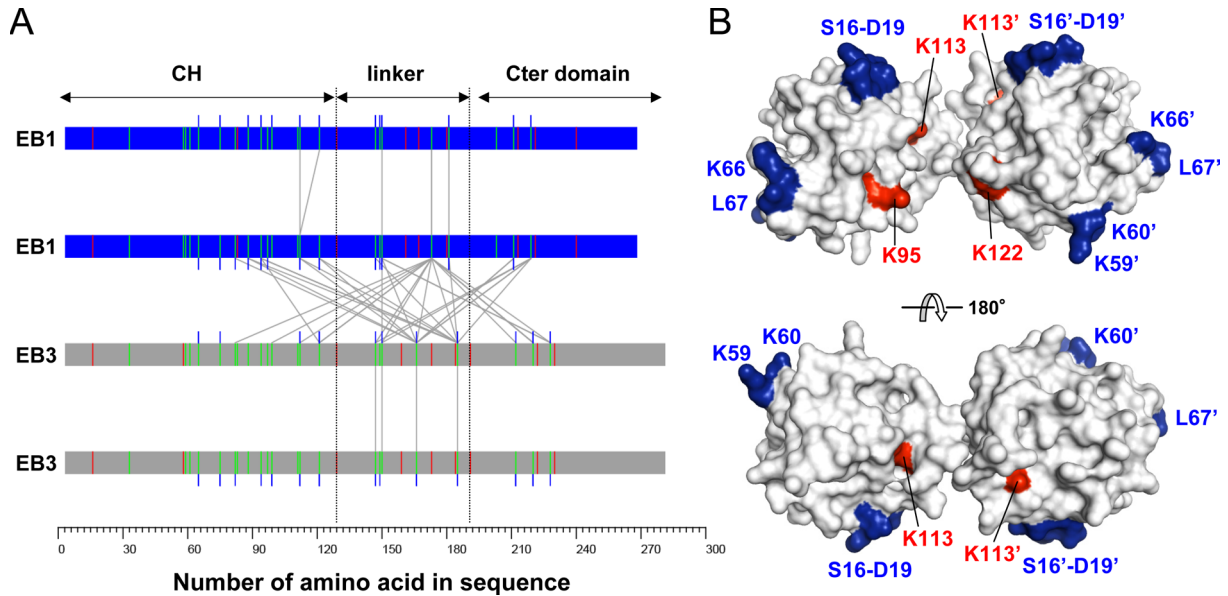 A
CH
linker
Cter domain
EB1
EB1
EB3
EB3
0 30 60 90 120 150 180 210 240 270 300
Number of amino acid in sequence
B
S16-D19
K113
K113’
S16’-D19’
K66
L67
K66’
L67’
K60’
K59’
K95
K122
180°
K59
K60
K60’
L67’
K113
K113’
S16-D19
S16’-D19’